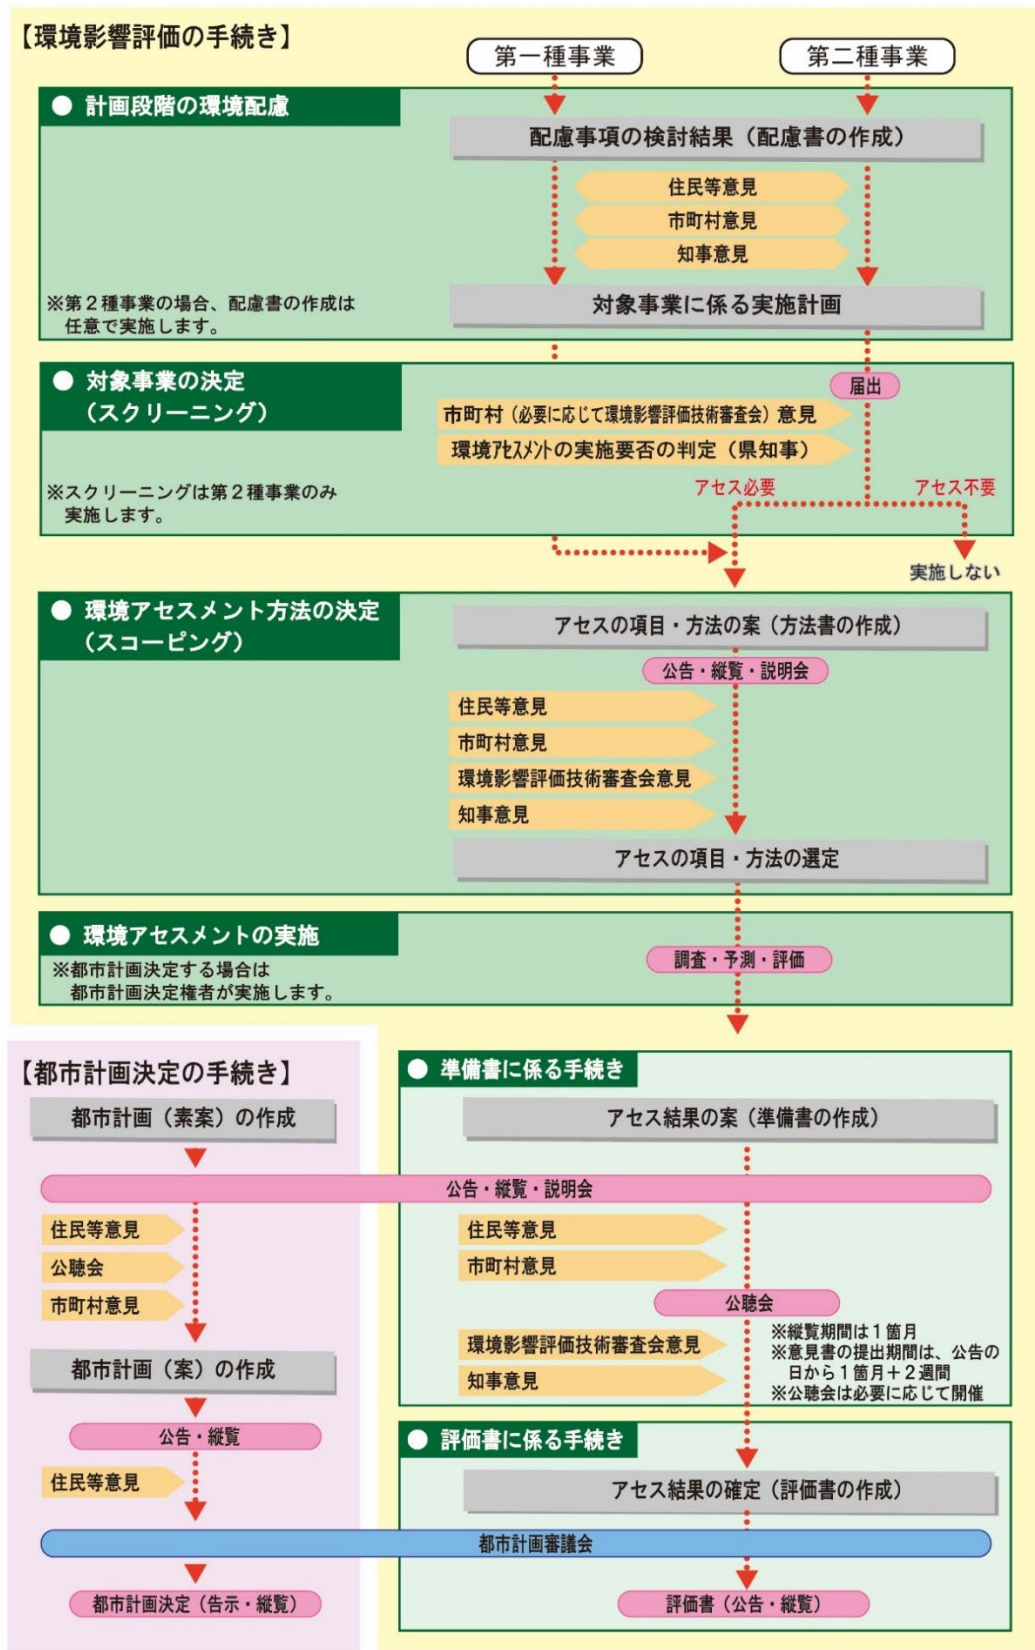 【環境影響評価の手続き】
第一種事業
第二種事業
● 計画段階の環境配慮
配慮事項の検討結果（配慮書の作成）
住民等意見
市町村意見
知事意見
※第２種事業の場合、配慮書の作成は
任意で実施します。
対象事業に係る実施計画
● 対象事業の決定
（スクリーニング）
届出
市町村（必要に応じて環境影響評価技術審査会）意見
環境ｱｾｽﾒﾝﾄの実施要否の判定（県知事）
※スクリーニングは第２種事業のみ
実施します。
アセス必要
アセス不要
実施しない
● 環境アセスメント方法の決定
（スコーピング）
アセスの項目・方法の案（方法書の作成）
公告・縦覧・説明会
住民等意見
市町村意見
環境影響評価技術審査会意見
知事意見
アセスの項目・方法の選定
● 環境アセスメントの実施
※都市計画決定する場合は
都市計画決定権者が実施します。
調査・予測・評価
【都市計画決定の手続き】
都市計画（素案）の作成
● 準備書に係る手続き
アセス結果の案（準備書の作成）
公告・縦覧・説明会
住民等意見
公聴会
市町村意見
住民等意見
市町村意見
公聴会
環境影響評価技術審査会意見
知事意見
※縦覧期間は１箇月
※意見書の提出期間は、公告の
日から１箇月＋２週間
※公聴会は必要に応じて開催
都市計画（案）の作成
公告・縦覧
住民等意見
● 評価書に係る手続き
アセス結果の確定（評価書の作成）
都市計画審議会
都市計画決定（告示・縦覧）
評価書（公告・縦覧）